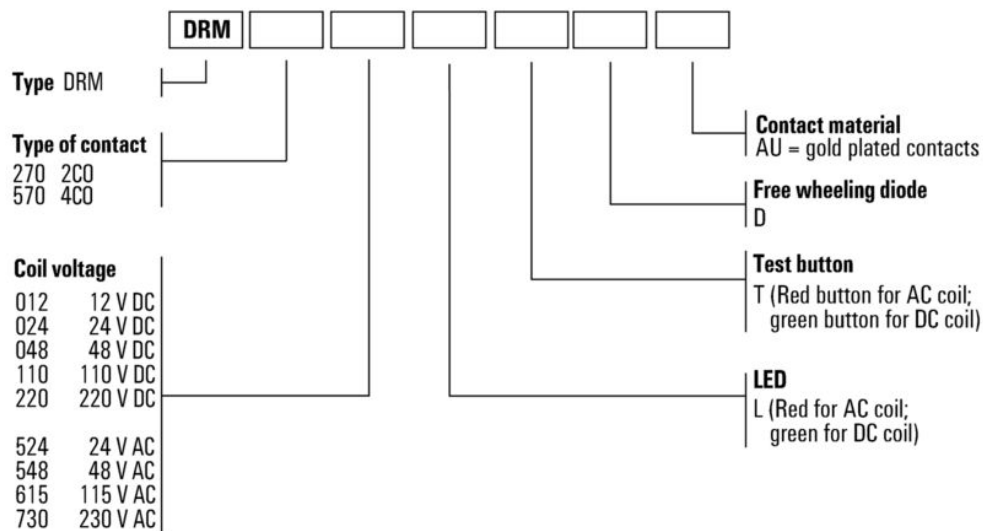 DRM
Type DRM
Type of contact
270 2CO
570 4CO
Coil voltage
012 12 V DC
024 24 V DC
048 48 V DC
110 110 V DC
220 220 V DC
524 24 V AC
548 48 V AC
615 115 V AC
730 230 V AC
Contact material
AU = gold plated contacts
Free wheeling diode
D
Test button
T (Red button for AC coil;
green button for DC coil)
LED
L (Red for AC coil;
green for DC coil)